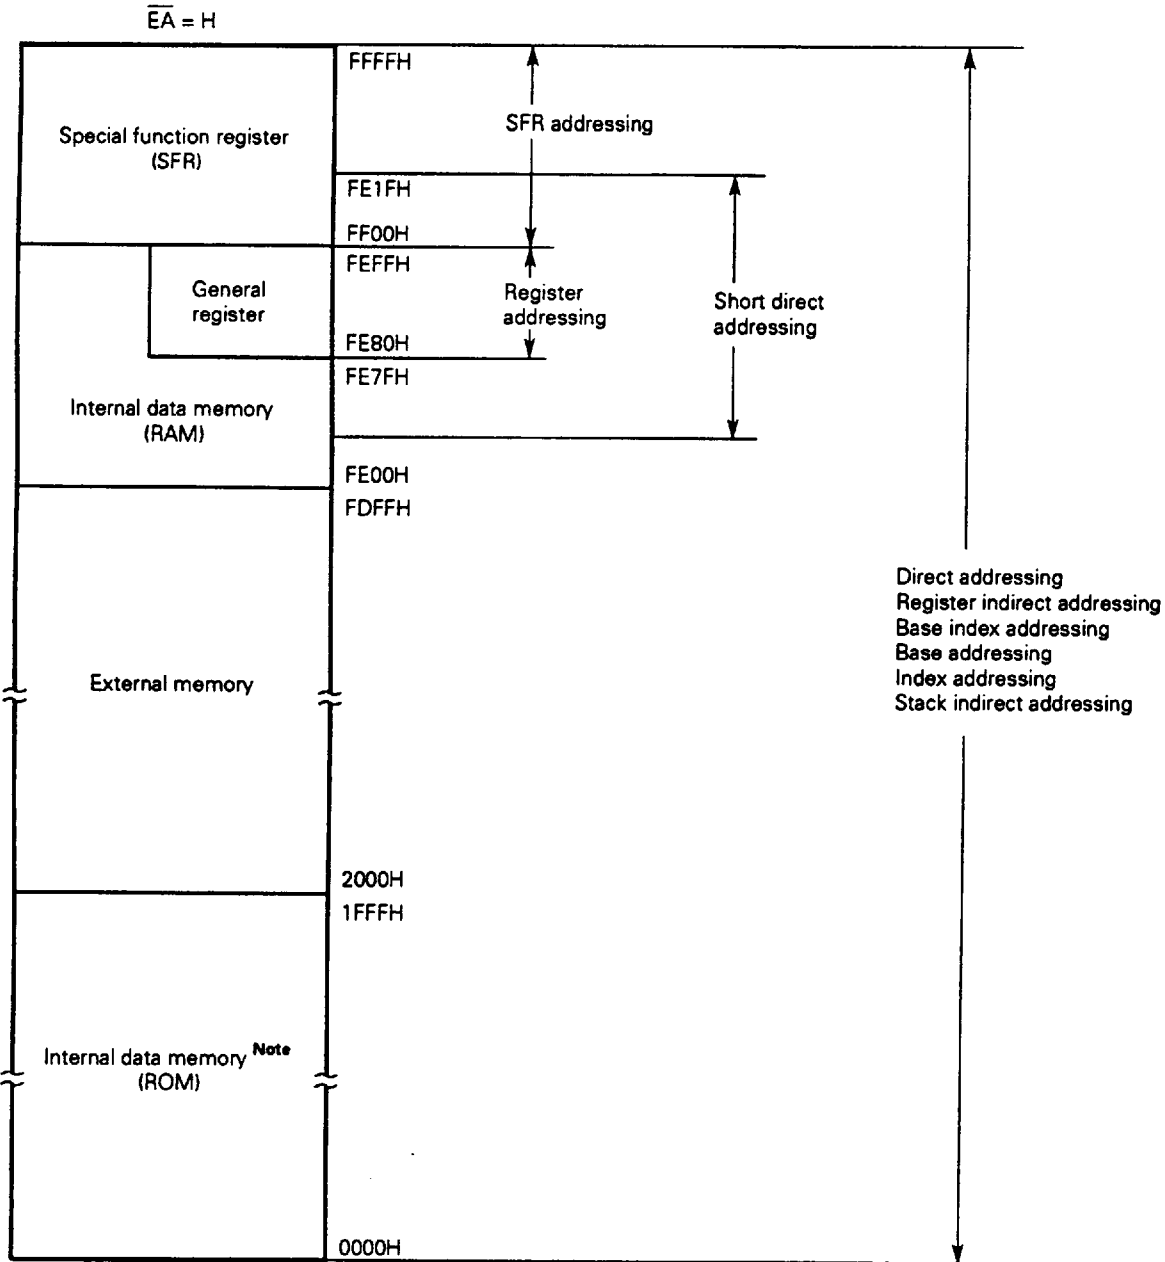 EA = H
FFFFH
Special function register
(SFR)
SFR addressing
FE1FH
FF00H
FEFFH
General
register
Register
addressing
Short direct
addressing
FE80H
FE7FH
Internal data memory
(RAM)
FE00H
FDFFH
Direct addressing
Register indirect addressing
Base index addressing
Base addressing
Index addressing
Stack indirect addressing
External memory
2000H
1FFFH
Internal data memory Note
(ROM)
0000H